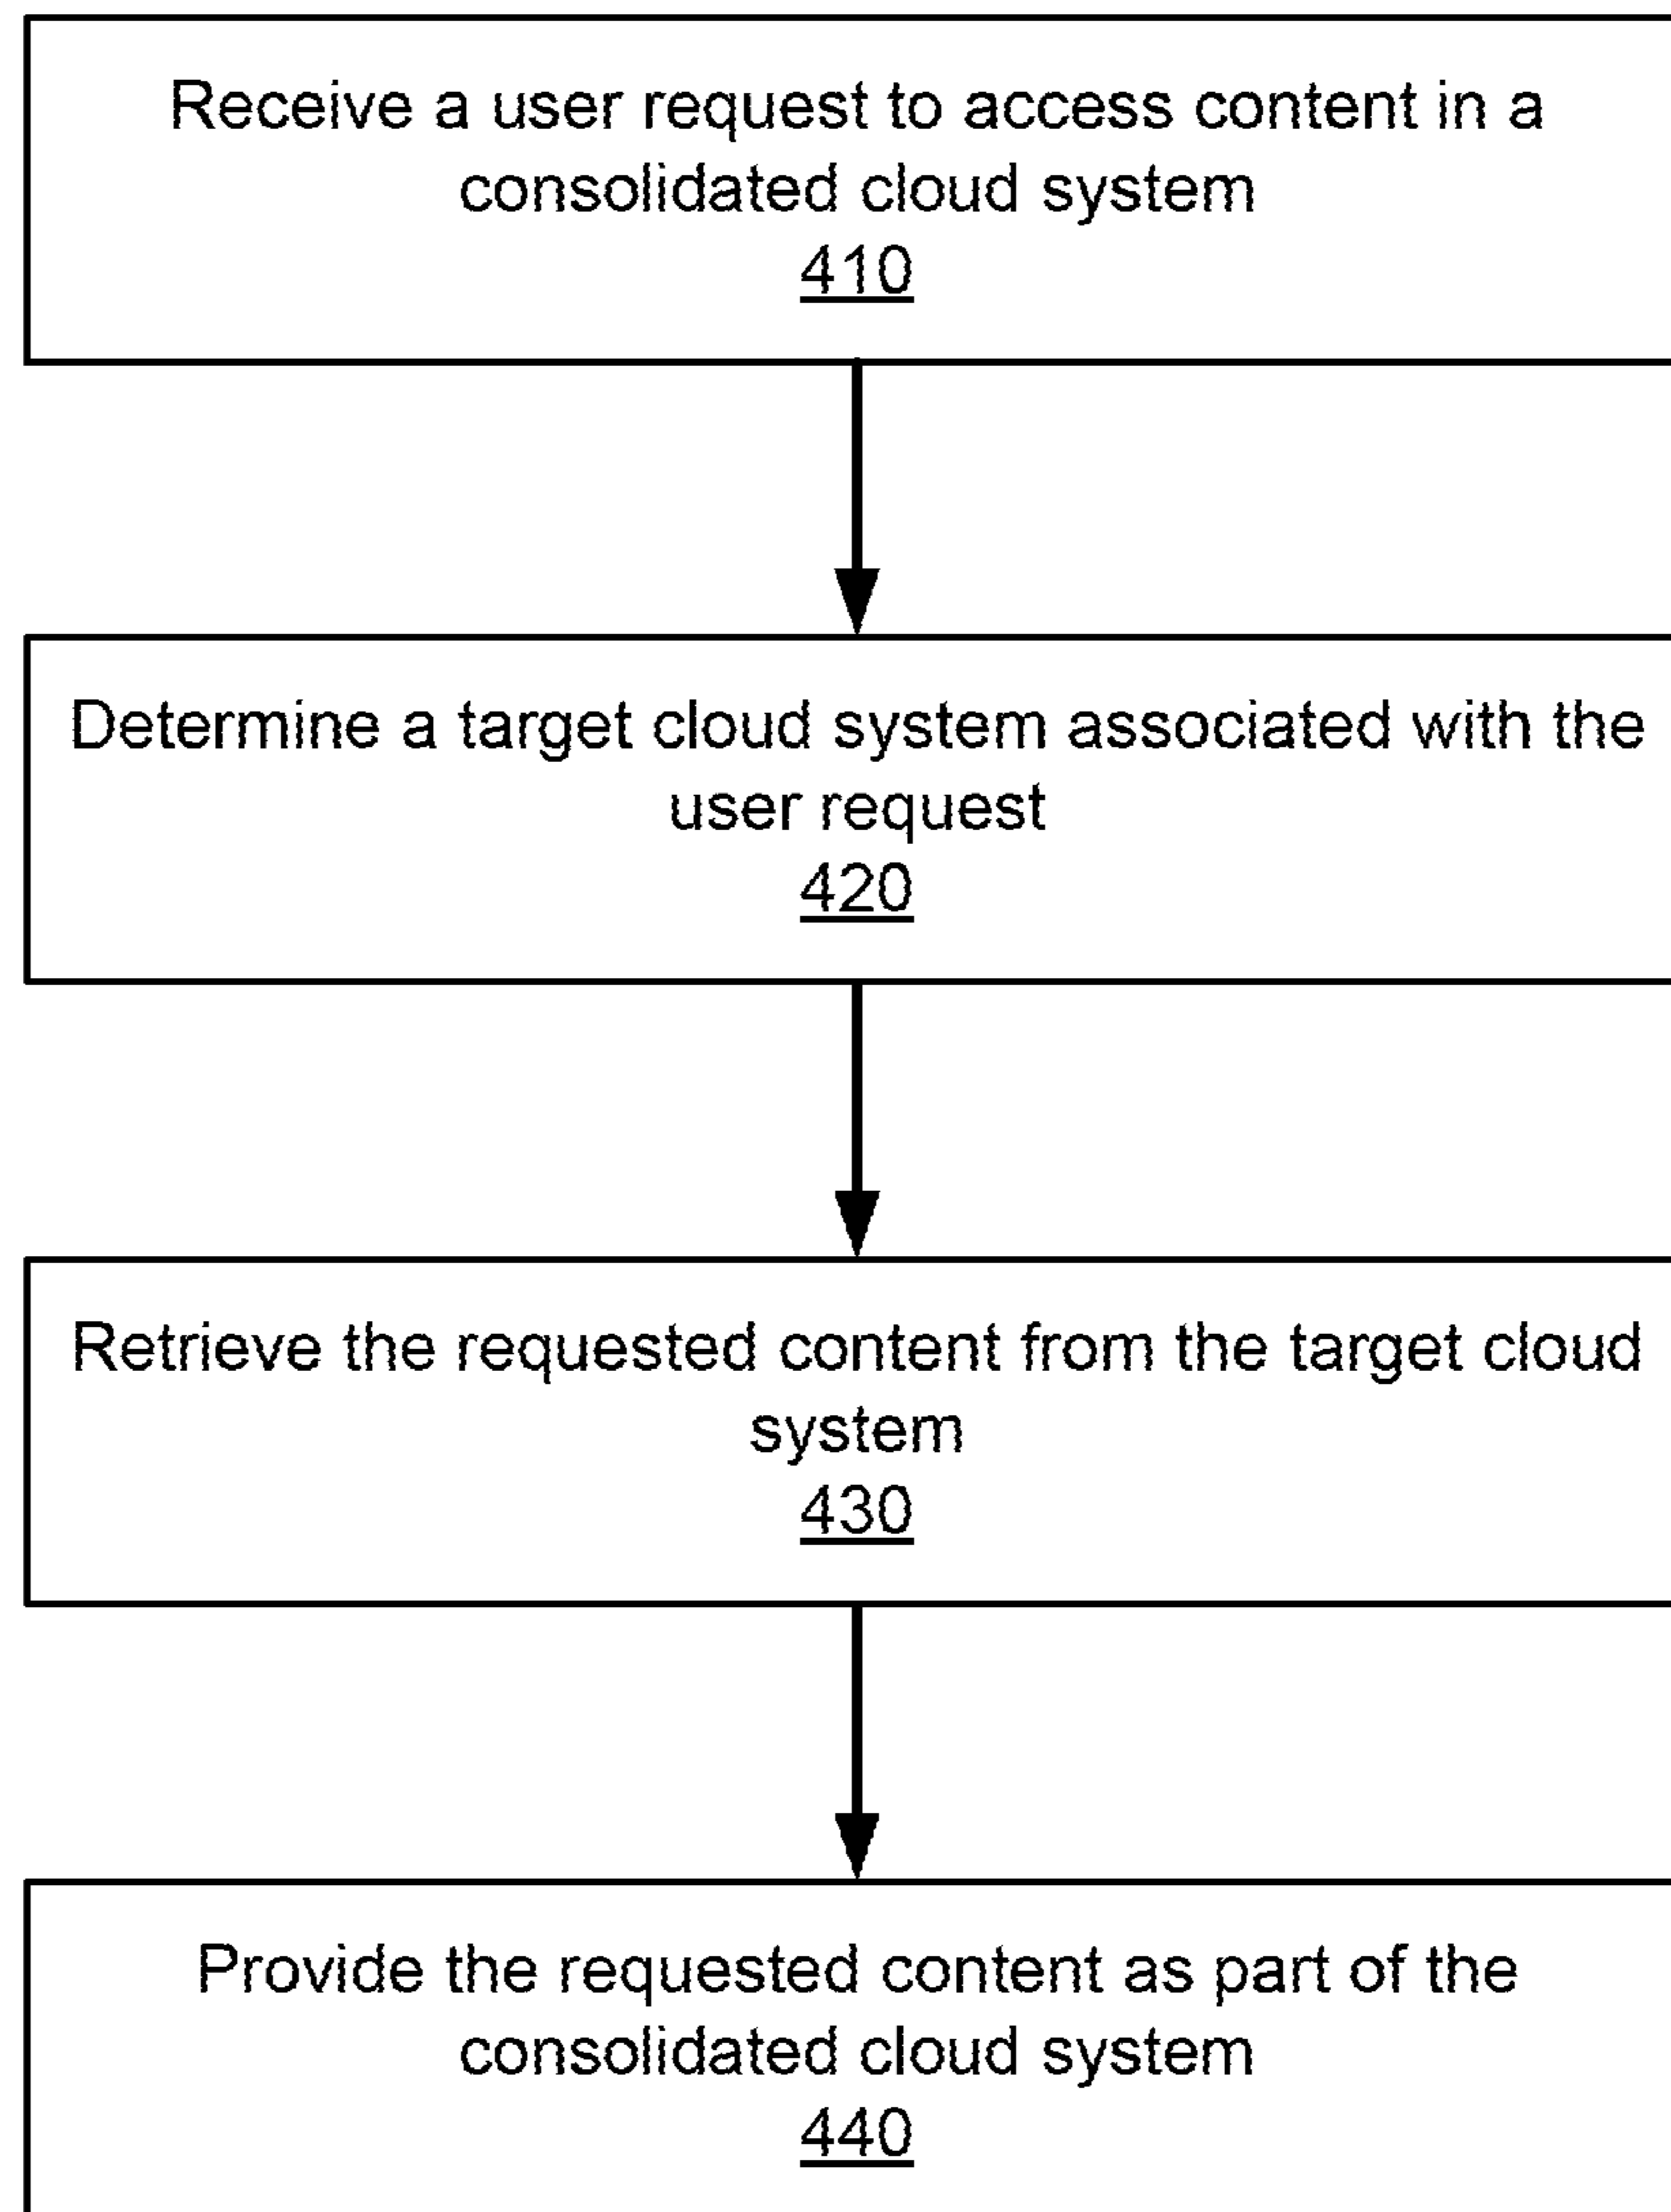 Receive a user request to access content in a
consolidated cloud system
410
Determine a target cloud system associated with the
user request
420
Retrieve the requested content from the target cloud
system
430
Provide the requested content as part of the
consolidated cloud system
440